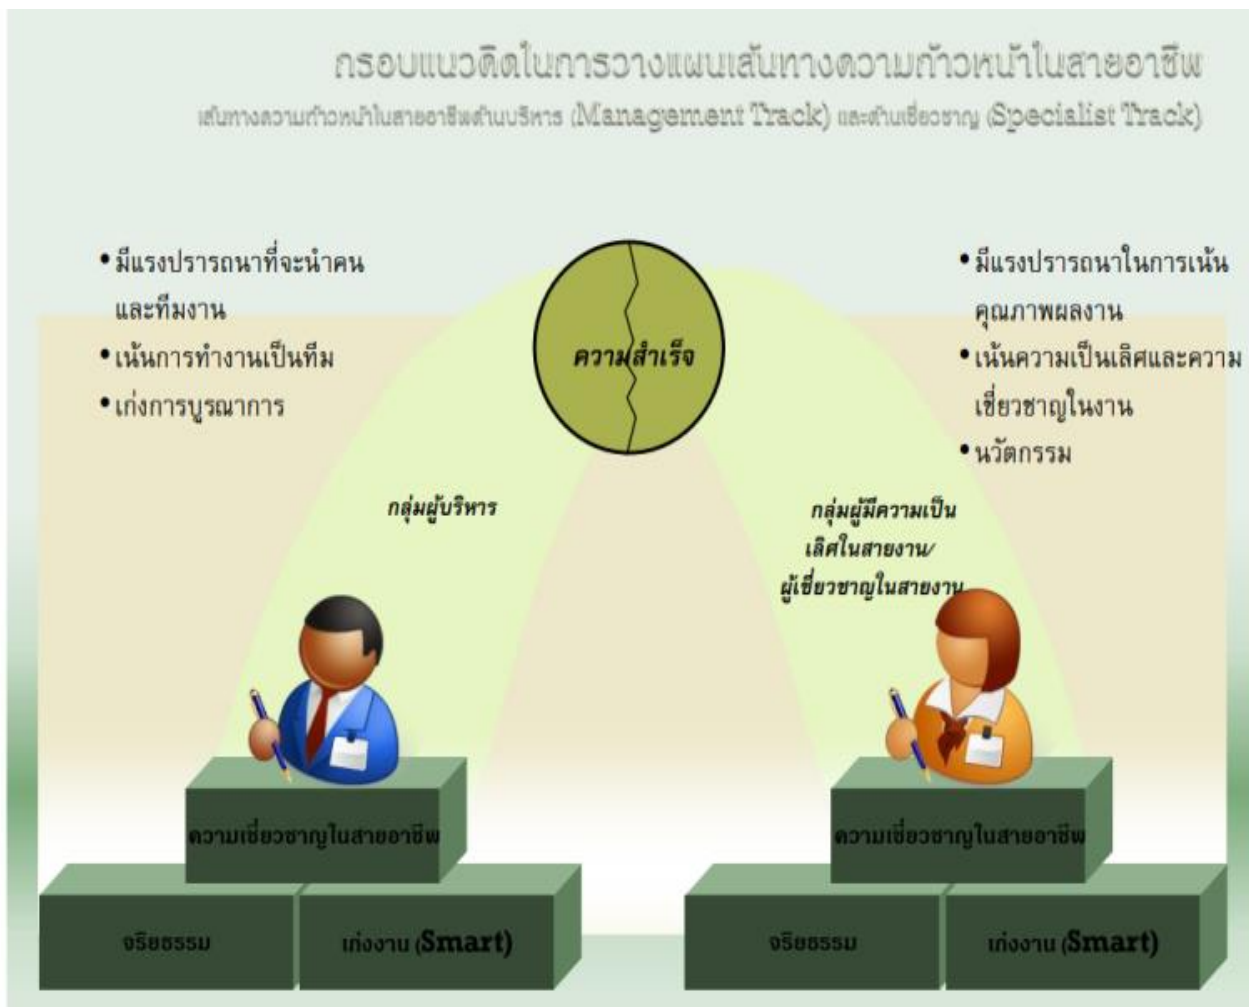 กรอบแนวคิดในการวางแผนเส้นทางความก้าวหน้าในสายอาชีพ
เส้นทางความก้าวหน้าในสายอาชีพด้านบริหาร (Management Track) และด้านเชี่ยวชาญ (Specialist Track)
• มีแรงปรารถนาที่จะนำคน
และทีมงาน
• เน้นการทำงานเป็นทีม
• เก่งการบูรณาการ
ความสำเร็จ
• มีแรงปรารถนาในการเน้น
คุณภาพผลงาน
• เน้นความเป็นเลิศและความ
เชี่ยวชาญในงาน
• นวัตกรรม
กลุ่มผู้บริหาร
กลุ่มผู้มีความเป็น
เลิศในสายงาน/
ผู้เชี่ยวชาญในสายงาน
ความเชี่ยวชาญในสายอาชีพ
จริยธรรม
เก่งงาน (Smart)
ความเชี่ยวชาญในสายอาชีพ
จริยธรรม
เก่งงาน (Smart)